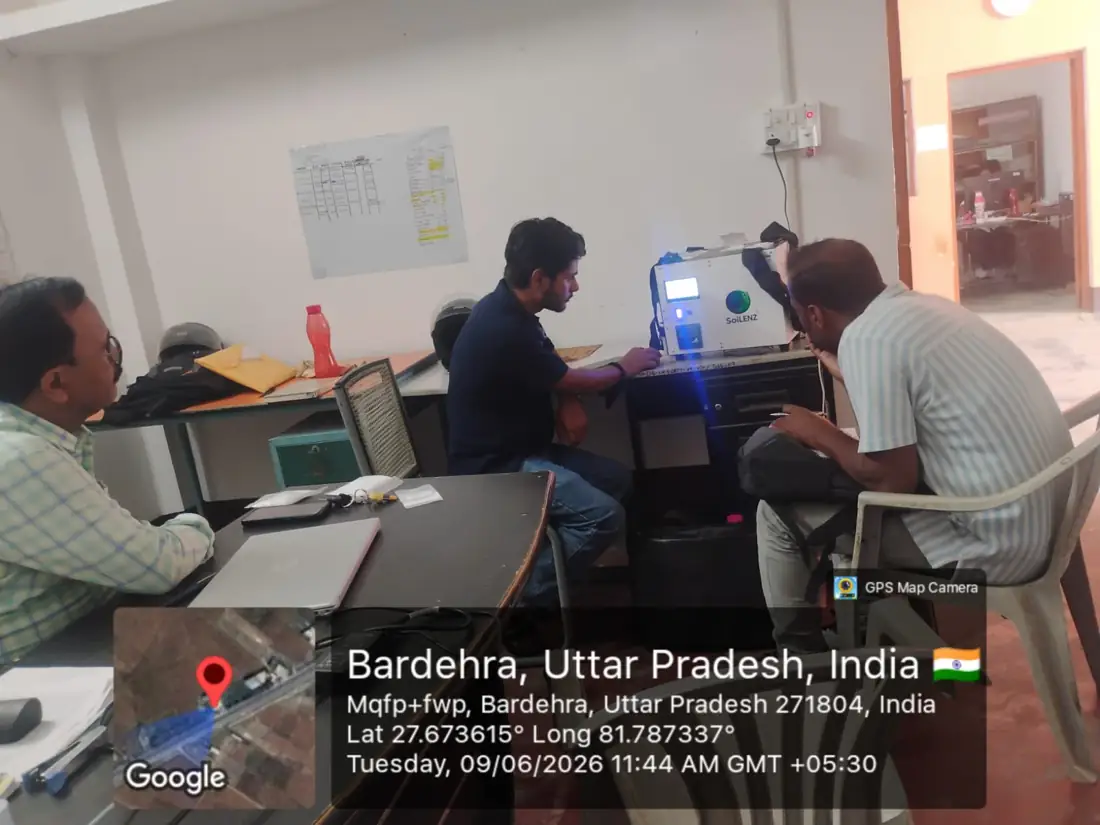 SoiLENZ
GPS Map Camera
Bardehra, Uttar Pradesh, India
Mqfp+fwp, Bardehra, Uttar Pradesh 271804, India
Lat 27.673615° Long 81.787337°
Tuesday, 09/06/2026 11:44 AM GMT +05:30
Google